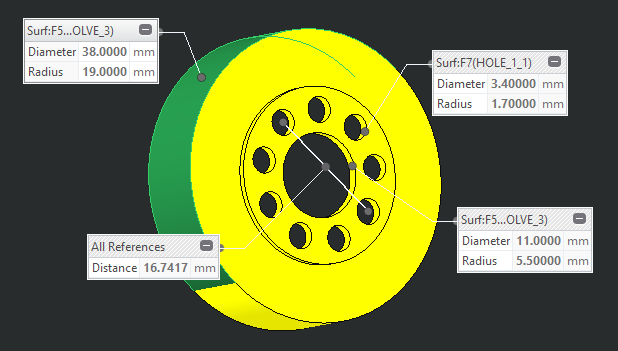 Surf:F5...OLVE_3)
Diameter 38.0000 mm
Radius 19.0000 mm
Surf:F7(HOLE_1_1)
Diameter 3.40000 mm
Radius 1.70000 mm
Surf:F5...OLVE_3)
Diameter 11.0000 mm
Radius 5.50000 mm
All References
Distance 16.7417 mm